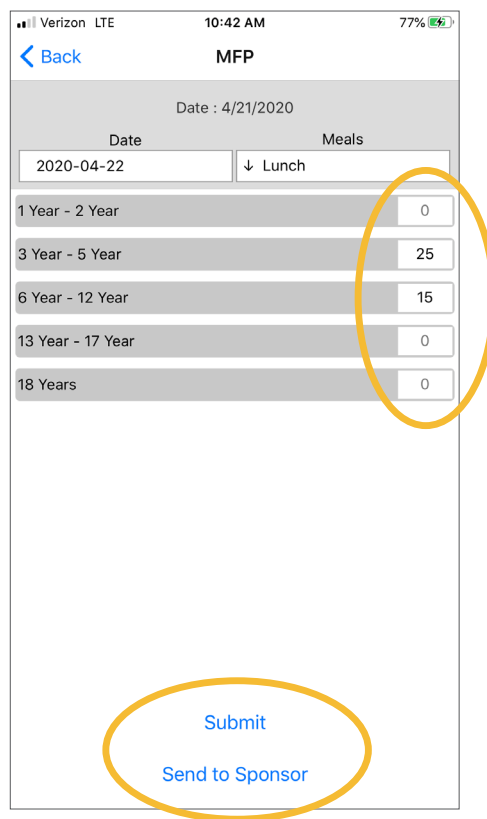 Verizon LTE 10:42 AM 77%
Back MFP
Date : 4/21/2020
Date Meals
2020-04-22 ↓ Lunch
1 Year - 2 Year 0
3 Year - 5 Year 25
6 Year - 12 Year 15
13 Year - 17 Year 0
18 Years 0
Submit
Send to Sponsor